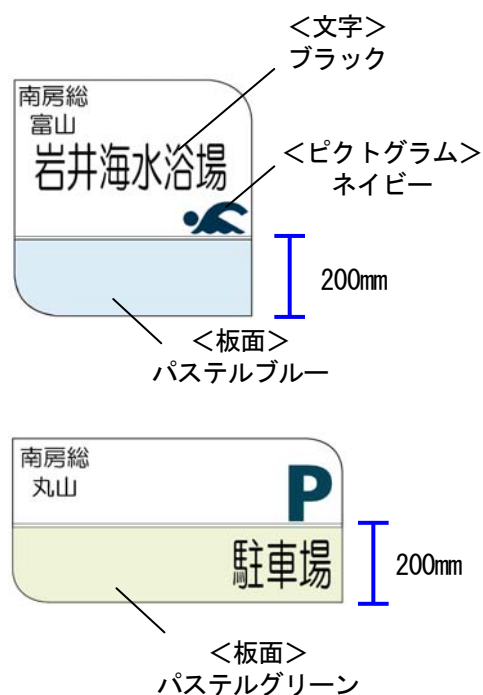 ＜文字＞
ブラック
南房総
富山
岩井海水浴場
＜ピクトグラム＞
ネイビー
200mm
＜板面＞
パステルブルー
南房総
丸山
P
駐車場
200mm
＜板面＞
パステルグリーン